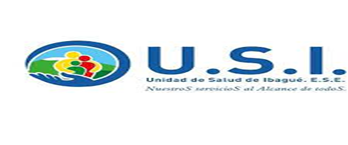 U.S.I.
Unidad de Salud de Ibagué. E.S.E.
NuestroS servicioS al Alcance de todoS.